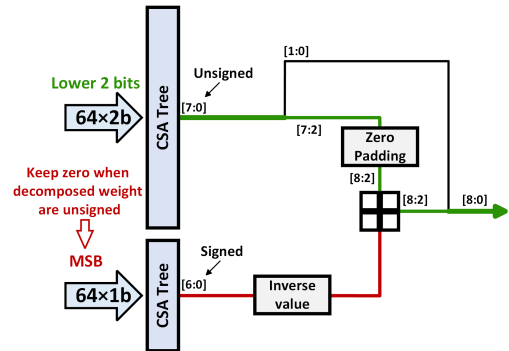 Lower 2 bits
64×2b
CSA Tree
Unsigned
[7:0]
[1:0]
[7:2]
Zero
Padding
[8:2]
[8:2]
[8:0]
Keep zero when
decomposed weight
are unsigned
MSB
64×1b
CSA Tree
Signed
[6:0]
Inverse
value